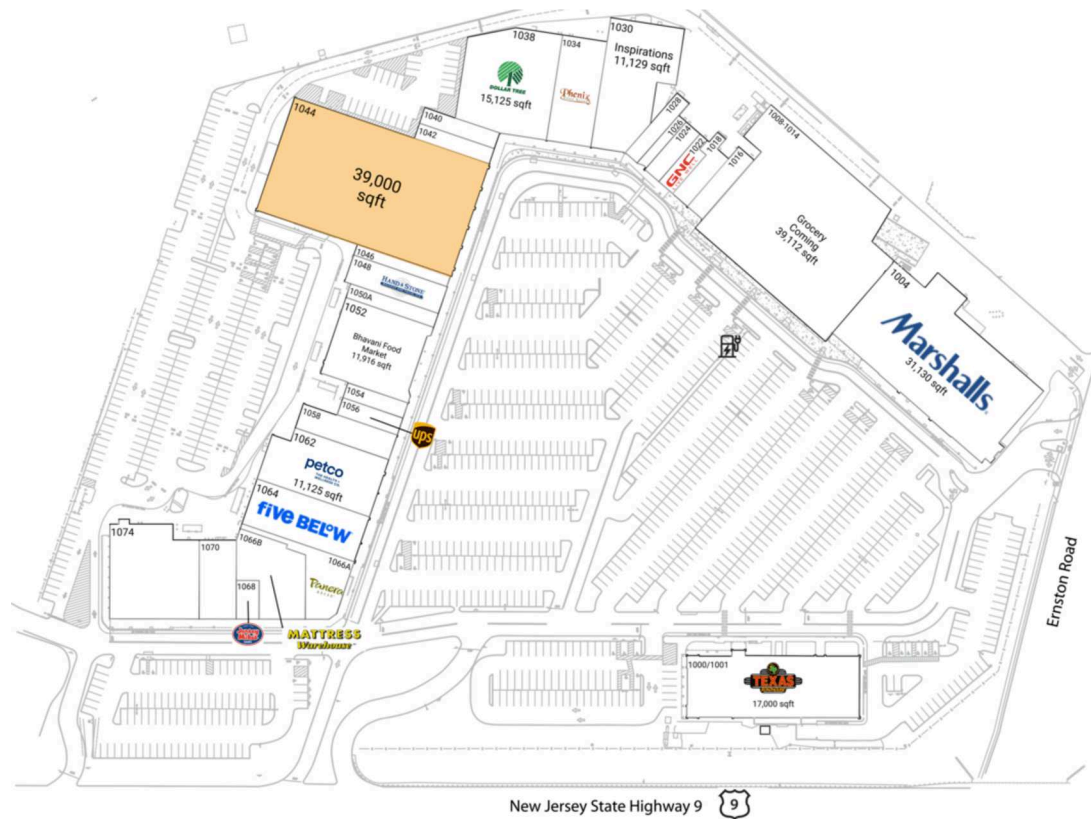 1038
DOLLAR TREE
15,125 sqft
1034
Phenix
1030
Inspirations
11,129 sqft
1044
39,000
sqft
1040
1042
1028
1026
1024
1022
GNC
1018
1016
1008-1014
Grocery
Coming
39,112 sqft
1004
Marshalls
31,130 sqft
1046
1048
HAND & STONE
1050A
1052
Bhavani Food
Market
11,916 sqft
1054
1056
ups
1058
1062
petco
11,125 sqft
1064
five BELOW
1066B
1066A
1074
1070
1068
Panera
BREAD
MATTRESS
Warehouse
1000/1001
TEXAS
17,000 sqft
Ernston Road
New Jersey State Highway 9
9